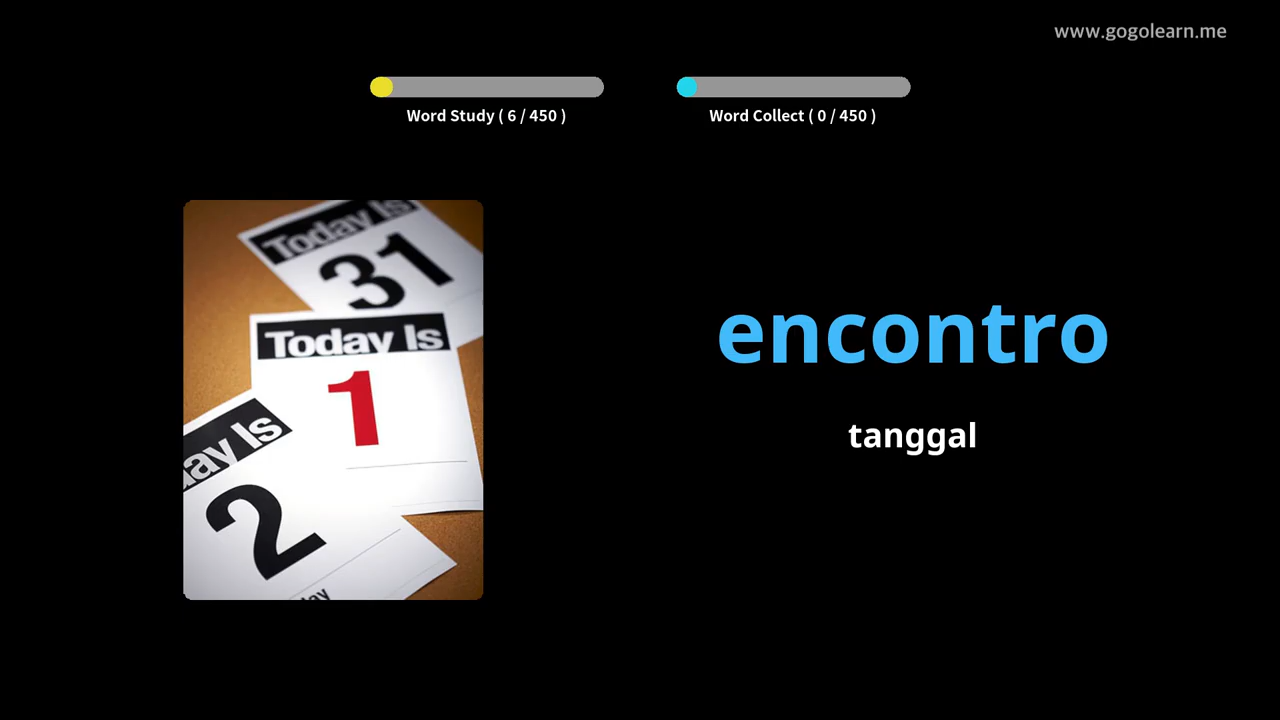 www.gogolearn.me
Word Study ( 6 / 450 )
Word Collect ( 0 / 450 )
Today Is
31
Today Is
1
ay Is
2
encontro
tanggal